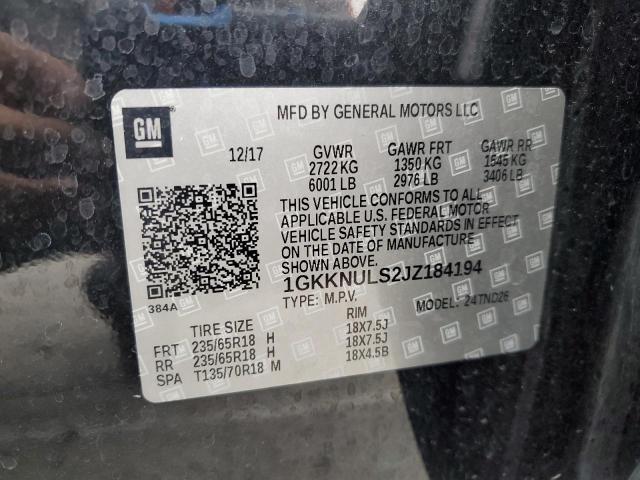 GM
MFD BY GENERAL MOTORS LLC
12/17 GVWR GAWR FRT GAWR RR
2722 KG 1350 KG 1545 KG
6001 LB 2976 LB 3406 LB
THIS VEHICLE CONFORMS TO ALL
APPLICABLE U.S. FEDERAL MOTOR
VEHICLE SAFETY STANDARDS IN EFFECT
ON THE DATE OF MANUFACTURE SHOWN ABOVE.
1GKKNULS2JZ184194
384A TYPE: M.P.V. MODEL: 24TND26
TIRE SIZE RIM
FRT 235/65R18 H 18X7.5J
RR 235/65R18 H 18X7.5J
SPA T135/70R18 M 18X4.5B